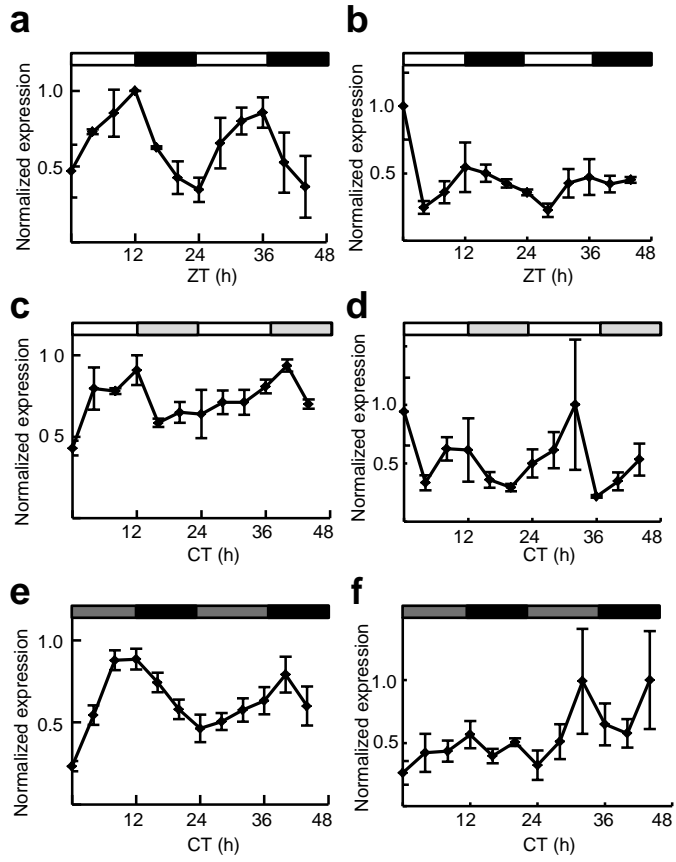 a
Normalized expression
1.0
0.5
12 24 36 48
ZT (h)
b
Normalized expression
1.0
0.5
12 24 36 48
ZT (h)
c
Normalized expression
1 0
0.5
12 24 36 48
CT (h)
d
Normalized expression
1.0
0.5
12 24 36 48
CT (h)
e
Normalized expression
1.0
0.5
12 24 36 48
CT (h)
f
Normalized expression
1.0
0.5
12 24 36 48
CT (h)